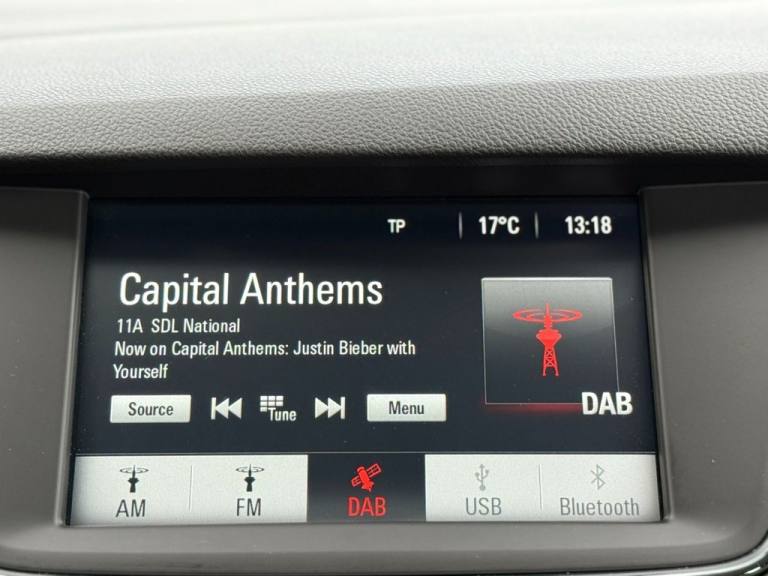 TP 17°C 13:18
Capital Anthems
11A SDL National
Now on Capital Anthems: Justin Bieber with
Yourself
Source Tune Menu
DAB
AM FM DAB USB Bluetooth